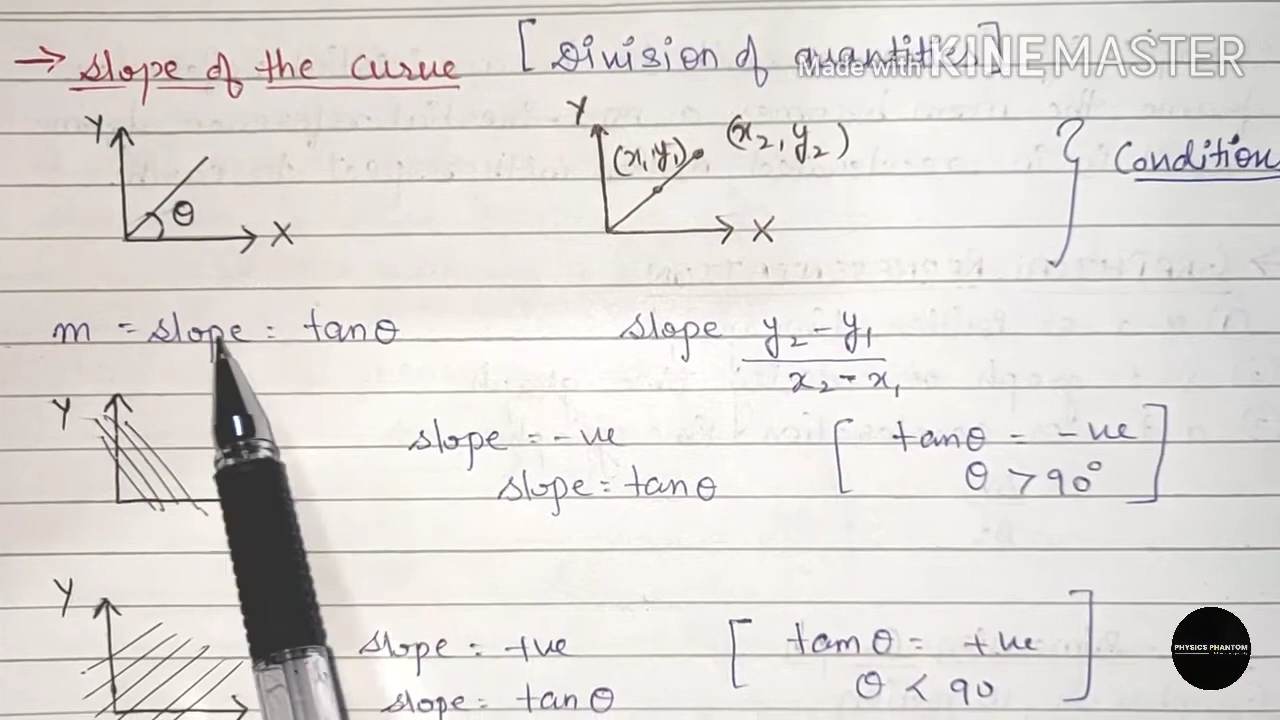 → Slope of the curve [Division of quantities]
Made with KINEMASTER
Y Y
(x1,y1) (x2, y2) } Condition
θ
X X
m = slope = tanθ slope y2 - y1
x2 - x1
Y slope = -ve [ tanθ = -ve
slope = tanθ θ > 90° ]
Y
slope = +ve [ tanθ = +ve
slope = tanθ θ < 90 ]
PHYSICS PHANTOM